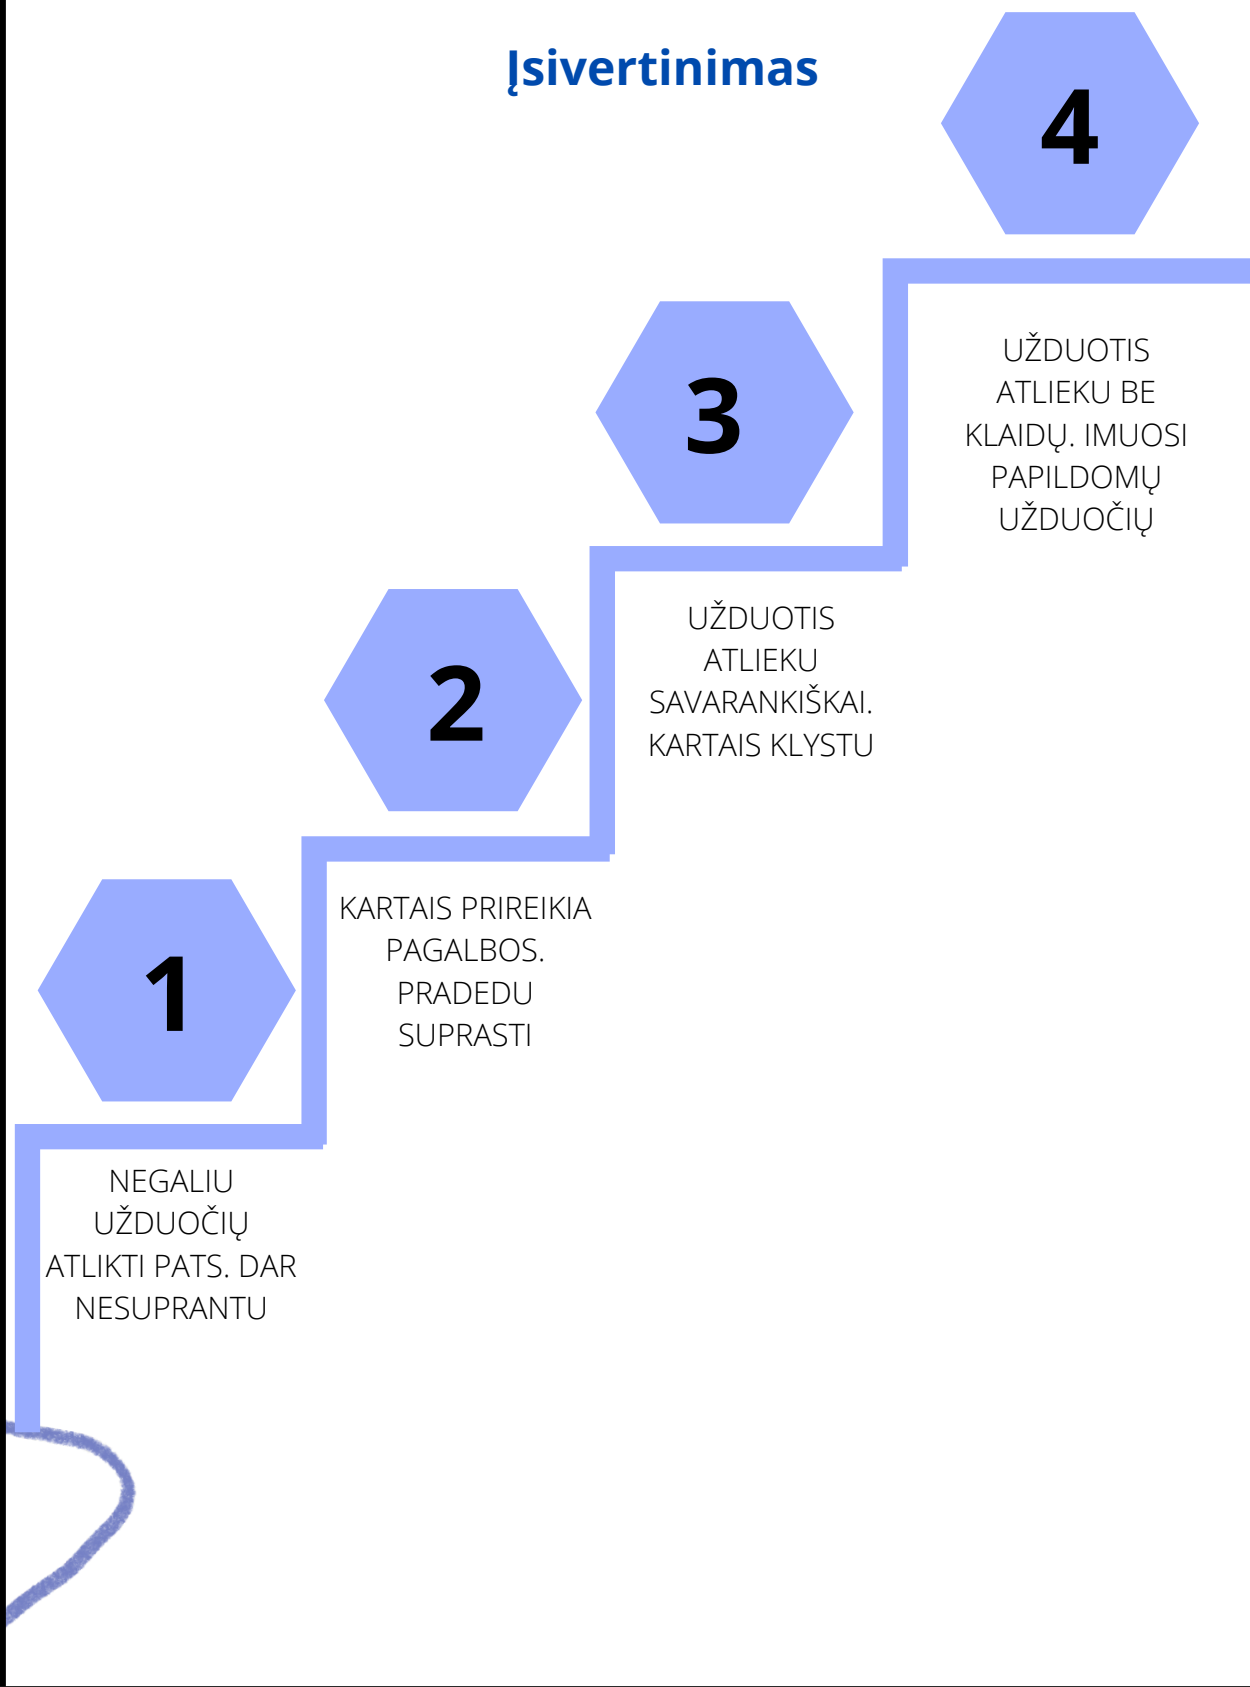 Įsivertinimas
4
UŽDUOTIS
ATLIEKU BE
KLAIDŲ. IMUOSI
PAPILDOMŲ
UŽDUOČIŲ
3
UŽDUOTIS
ATLIEKU
SAVARANKIŠKAI.
KARTAIS KLYSTU
2
KARTAIS PRIREIKIA
PAGALBOS.
PRADEDU
SUPRASTI
1
NEGALIU
UŽDUOČIŲ
ATLIKTI PATS. DAR
NESUPRANTU